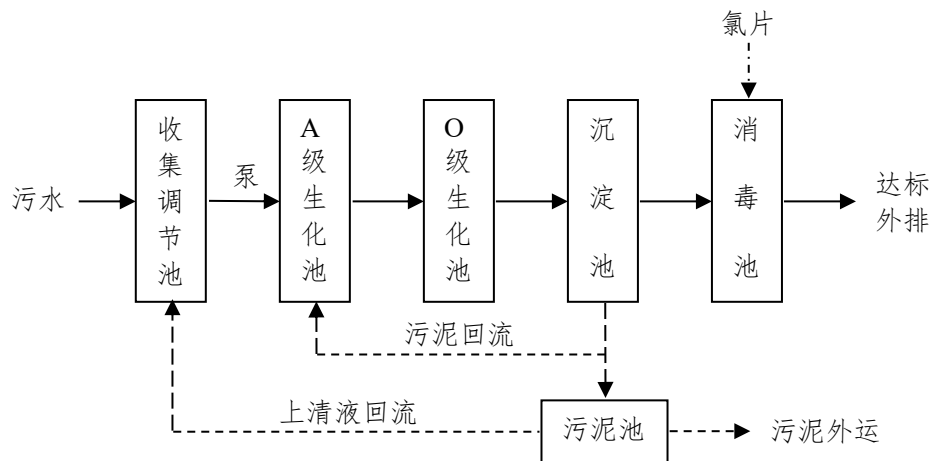 氯片
污水
收集调节池
泵
A级生化池
O级生化池
沉淀池
消毒池
达标
外排
污泥回流
上清液回流
污泥池
污泥外运